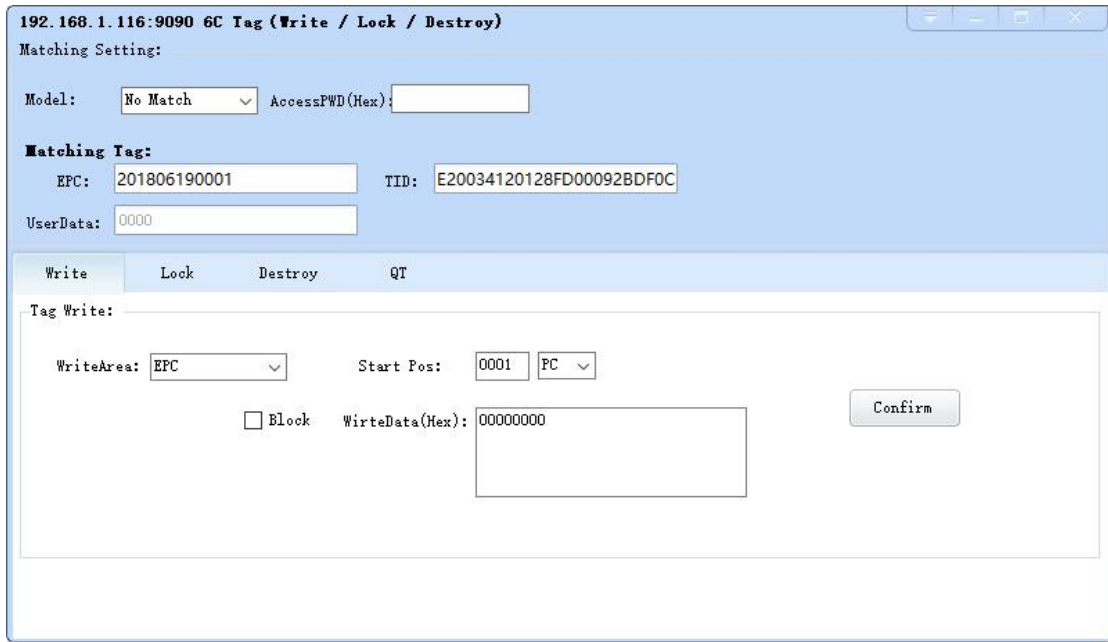 192.168.1.116:9090 6C Tag(Write / Lock / Destroy)
Matching Setting:
Model: No Match AccessPWD(Hex):
Matching Tag:
EPC: 201806190001 TID: E20034120128FD00092BDF0C
UserData: 0000
Write Lock Destroy QT
Tag Write:
WriteArea: EPC Start Pos: 0001 PC
Confirm
Block WirteData(Hex): 00000000